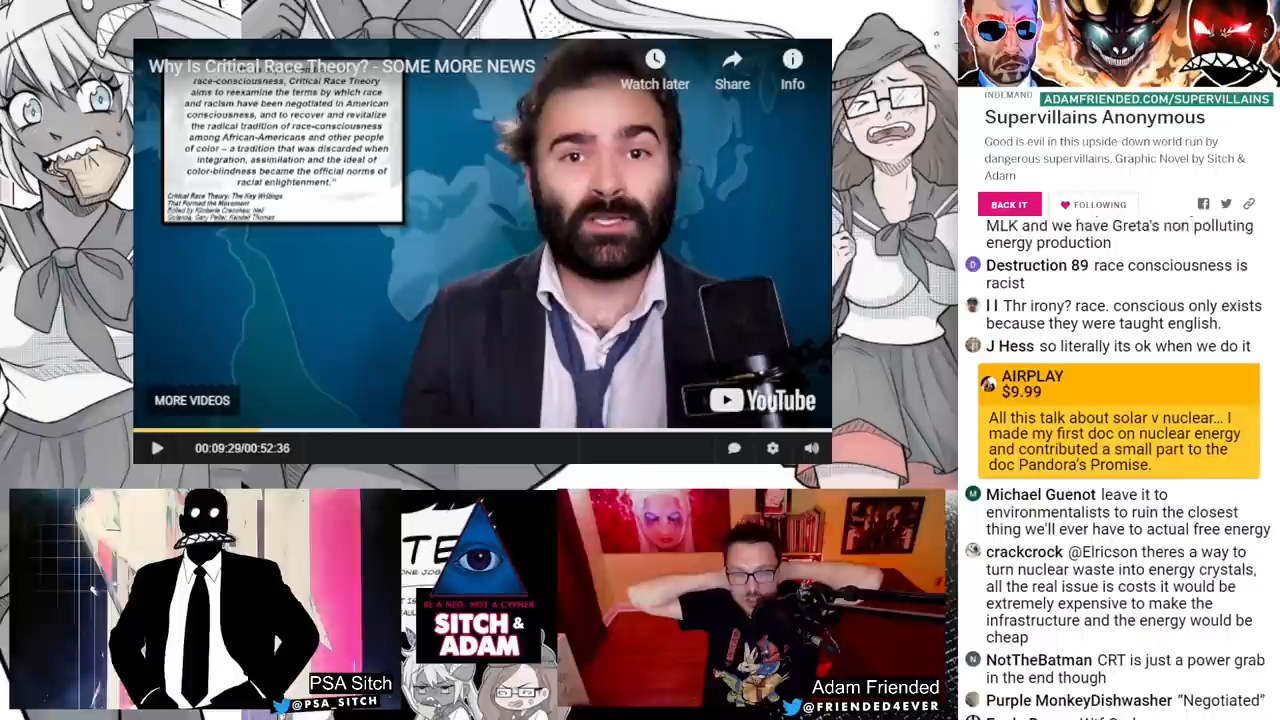 Why Is Critical Race Theory? - SOME MORE NEWS
Watch later
Share
Info
race-consciousness, Critical Race Theory
aims to reexamine the terms by which race
and racism have been negotiated in American
consciousness, and to recover and revitalize
the radical tradition of race-consciousness
among African-Americans and other people
of color – a tradition that was discarded when
integration, assimilation and the ideal of
color-blindness became the official norms of
racial enlightenment."
Critical Race Theory: The Key Writings
That Formed the Movement
Edited by Kimberle Crenshaw, Neil
Gotanda, Gary Peller, Kendall Thomas
MORE VIDEOS
YouTube
00:09:29/00:52:36
BE A NEO. NOT A CYPHER.
SITCH &
ADAM
PSA Sitch
@PSA_SITCH
Adam Friended
@FRIENDED4EVER
INDEMAND
ADAMFRIENDED.COM/SUPERVILLAINS
Supervillains Anonymous
Good is evil in this upside-down world run by
dangerous supervillains. Graphic Novel by Sitch &
Adam
BACK IT
FOLLOWING
MLK and we have Greta's non polluting
energy production
Destruction 89 race consciousness is
racist
I I Thr irony? race. conscious only exists
because they were taught english.
J Hess so literally its ok when we do it
AIRPLAY
$9.99
All this talk about solar v nuclear... I
made my first doc on nuclear energy
and contributed a small part to the
doc Pandora's Promise.
M
Michael Guenot leave it to
environmentalists to ruin the closest
thing we'll ever have to actual free energy
crackcrock @Elricson theres a way to
turn nuclear waste into energy crystals,
all the real issue is costs it would be
extremely expensive to make the
infrastructure and the energy would be
cheap
N
NotTheBatman CRT is just a power grab
in the end though
Purple MonkeyDishwasher "Negotiated"